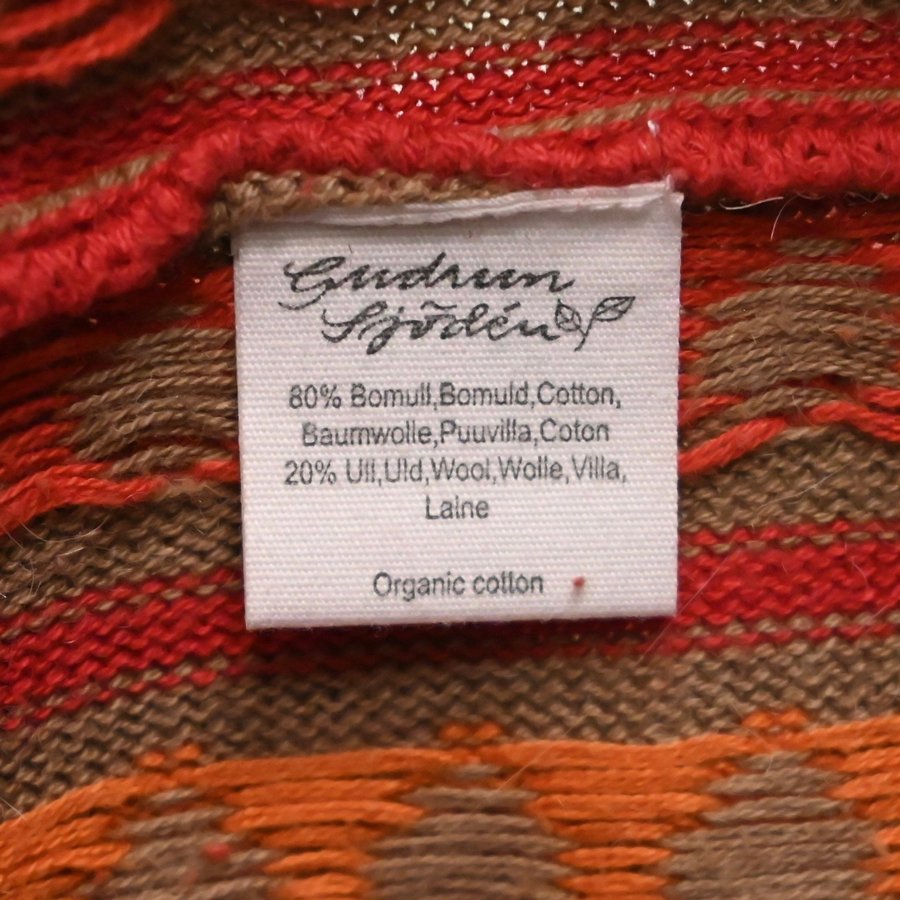 Gudrun
Sjödén
80% Bomull,Bomuld,Cotton,
Baumwolle,Puuvilla,Coton
20% Ull,Uld,Wool,Wolle,Villa,
Laine
Organic cotton